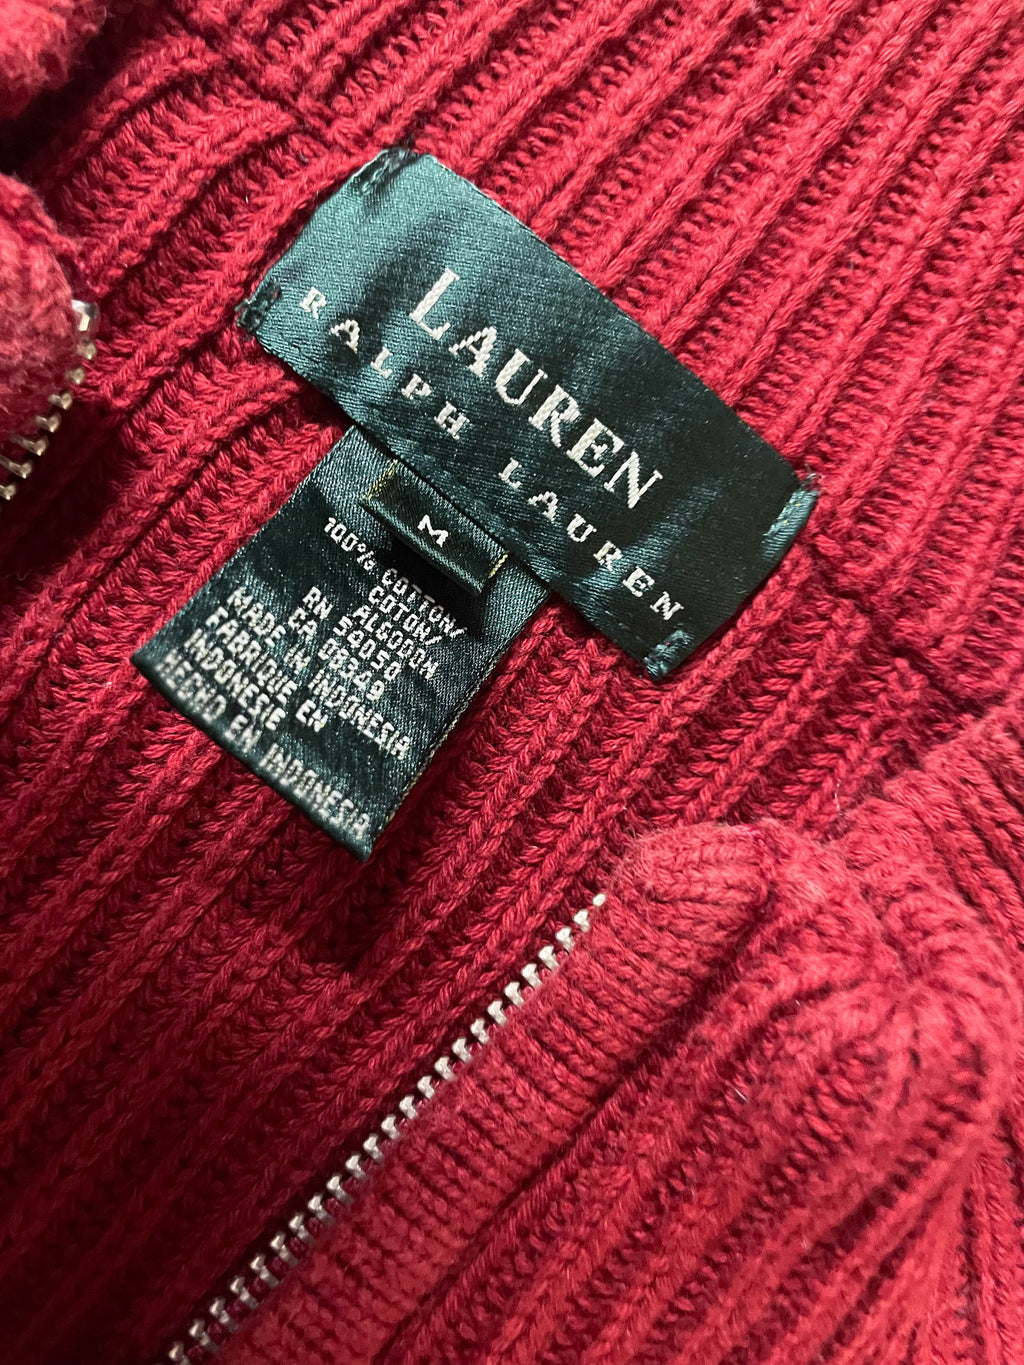 LAUREN
RALPH LAUREN
M
100% COTTON/
COTON/
ALGODON
RN 50050
CA 08349
MADE IN INDONESIA
FABRIQUE EN
INDONESIE
HECHO EN INDONESIA